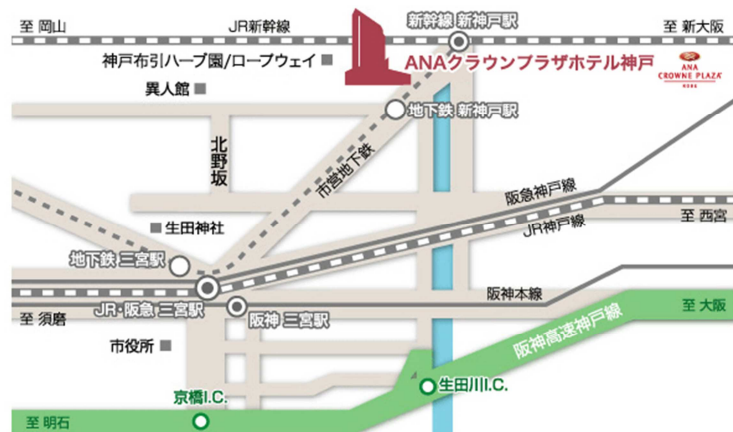 至 岡山
JR新幹線
新幹線 新神戸駅
至 新大阪
神戸布引ハーブ園/ロープウェイ
ANAクラウンプラザホテル神戸
ANA
CROWNE PLAZA
KOBE
異人館
地下鉄 新神戸駅
北野坂
市営地下鉄
阪急神戸線
JR神戸線
至 西宮
生田神社
地下鉄 三宮駅
JR・阪急 三宮駅
阪神 三宮駅
阪神本線
至 須磨
至 大阪
阪神高速神戸線
市役所
生田川I.C.
京橋I.C.
至 明石